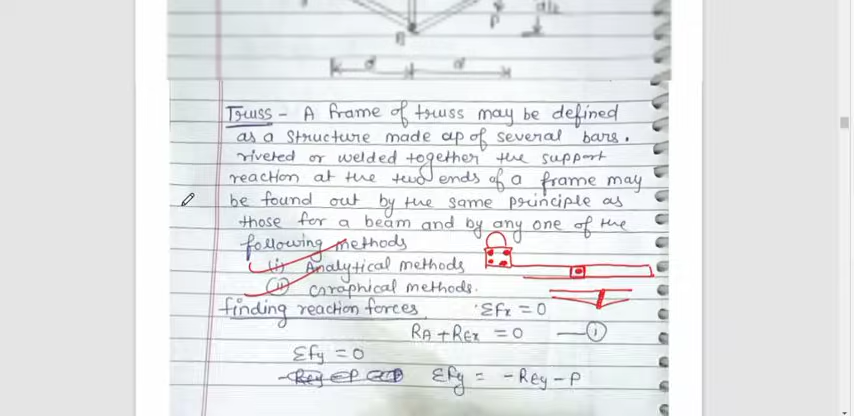 B
P
d d
Truss - A frame of truss may be defined
as a structure made up of several bars.
riveted or welded together the support
reaction at the two ends of a frame may
be found out by the same principle as
those for a beam and by any one of the
following methods
(i) Analytical methods
(ii) Graphical methods.
finding reaction forces Σfx = 0
RA + REx = 0 —①
Σfy = 0
-REy - P ΣFy = -REy - P